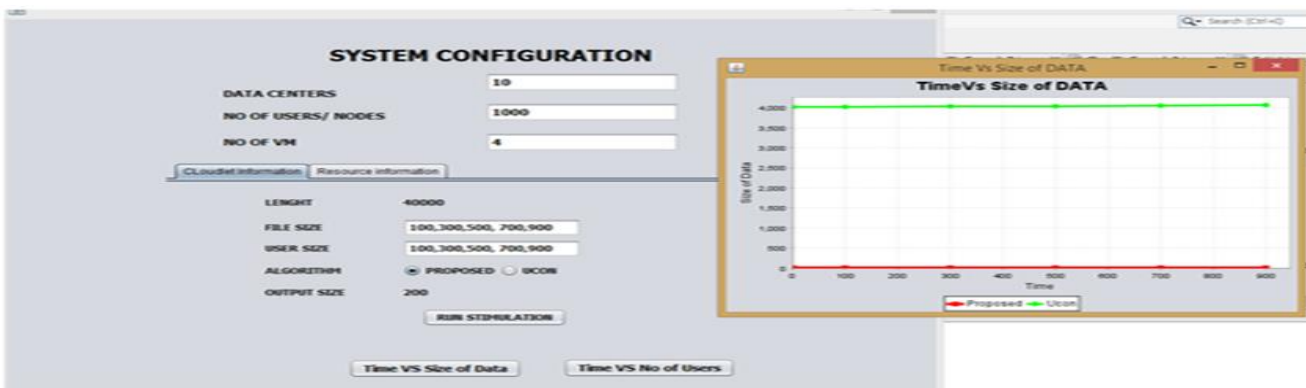 SYSTEM CONFIGURATION
DATA CENTERS 10
NO OF USERS/ NODES 1000
NO OF VM 4
CLoudlet Information Resource information
LENGHT 40000
FILE SIZE 100,300,500, 700,900
USER SIZE 100,300,500, 700,900
ALGORITHM PROPOSED UCON
OUTPUT SIZE 200
RUN STIMULATION
Time VS Size of Data Time VS No of Users
Search (Ctrl+I)
Time Vs Size of DATA
TimeVs Size of DATA
Size of Data
4,000
3,500
3,000
2,500
2,000
1,500
1,000
500
0
0 100 200 300 400 500 600 700 800 900
Time
Proposed Ucon